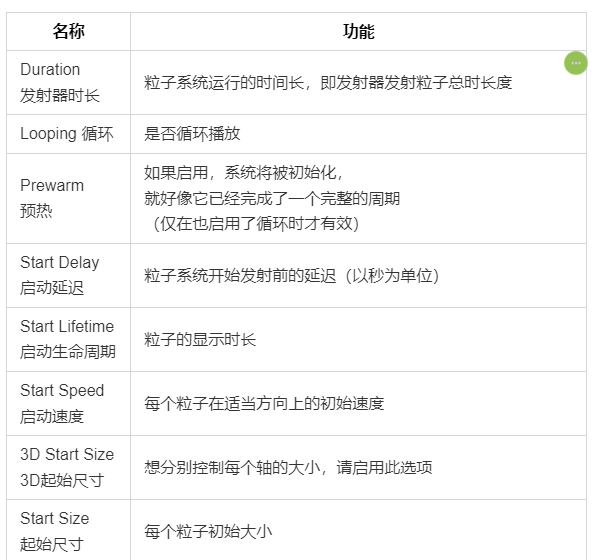 名称 功能
Duration
发射器时长
粒子系统运行的时间长，即发射器发射粒子总时长度
Looping 循环
是否循环播放
Prewarm
预热
如果启用，系统将被初始化，
就好像它已经完成了一个完整的周期
（仅在也启用了循环时才有效）
Start Delay
启动延迟
粒子系统开始发射前的延迟（以秒为单位）
Start Lifetime
启动生命周期
粒子的显示时长
Start Speed
启动速度
每个粒子在适当方向上的初始速度
3D Start Size
3D起始尺寸
想分别控制每个轴的大小，请启用此选项
Start Size
起始尺寸
每个粒子初始大小